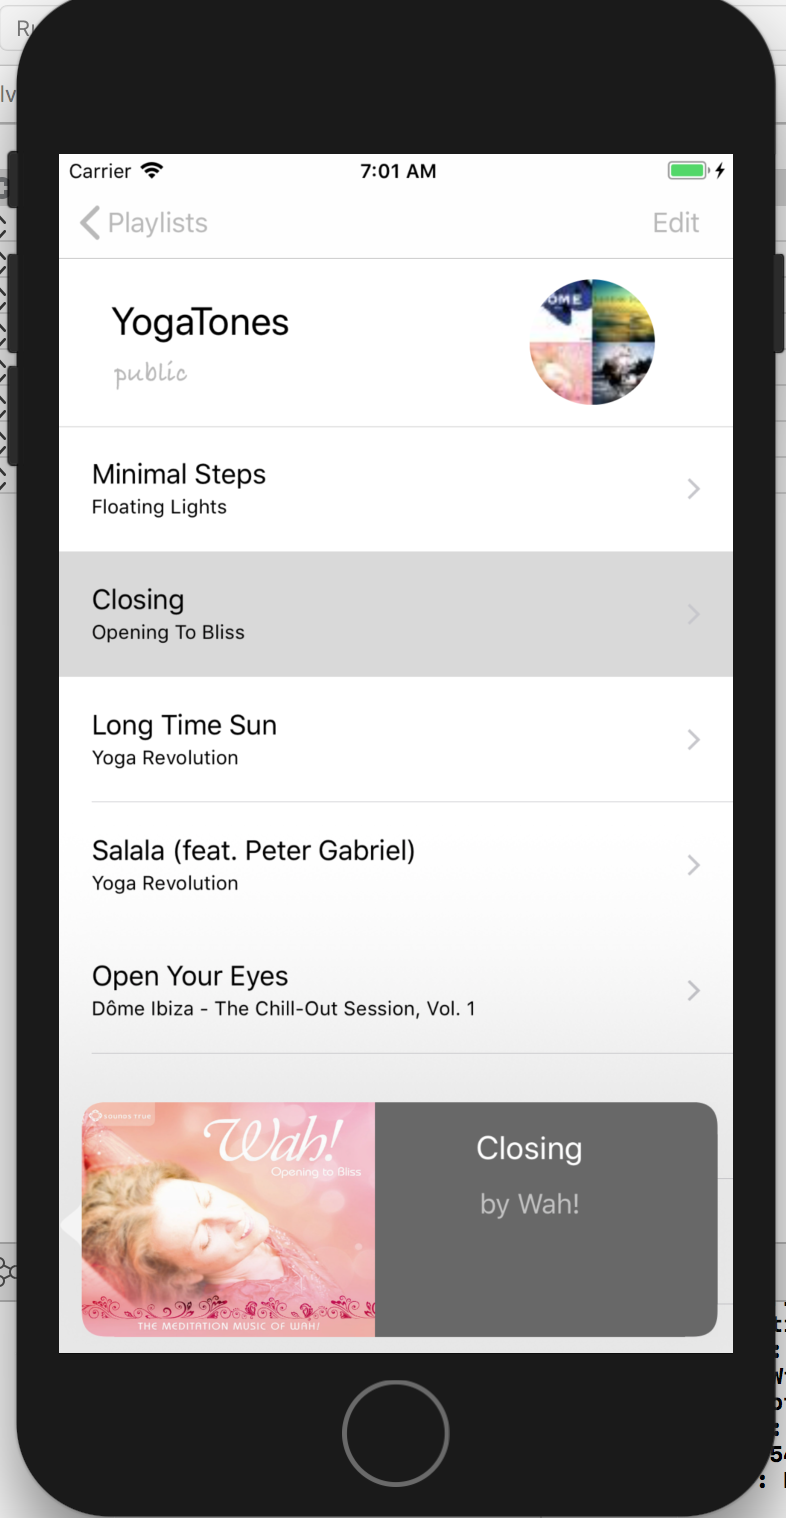 Carrier 7:01 AM
Playlists Edit
YogaTones
public
Minimal Steps
Floating Lights
Closing
Opening To Bliss
Long Time Sun
Yoga Revolution
Salala (feat. Peter Gabriel)
Yoga Revolution
Open Your Eyes
Dôme Ibiza - The Chill-Out Session, Vol. 1
SOUNDS TRUE
Wah!
Opening to Bliss
THE MEDITATION MUSIC OF WAH!
Closing
by Wah!